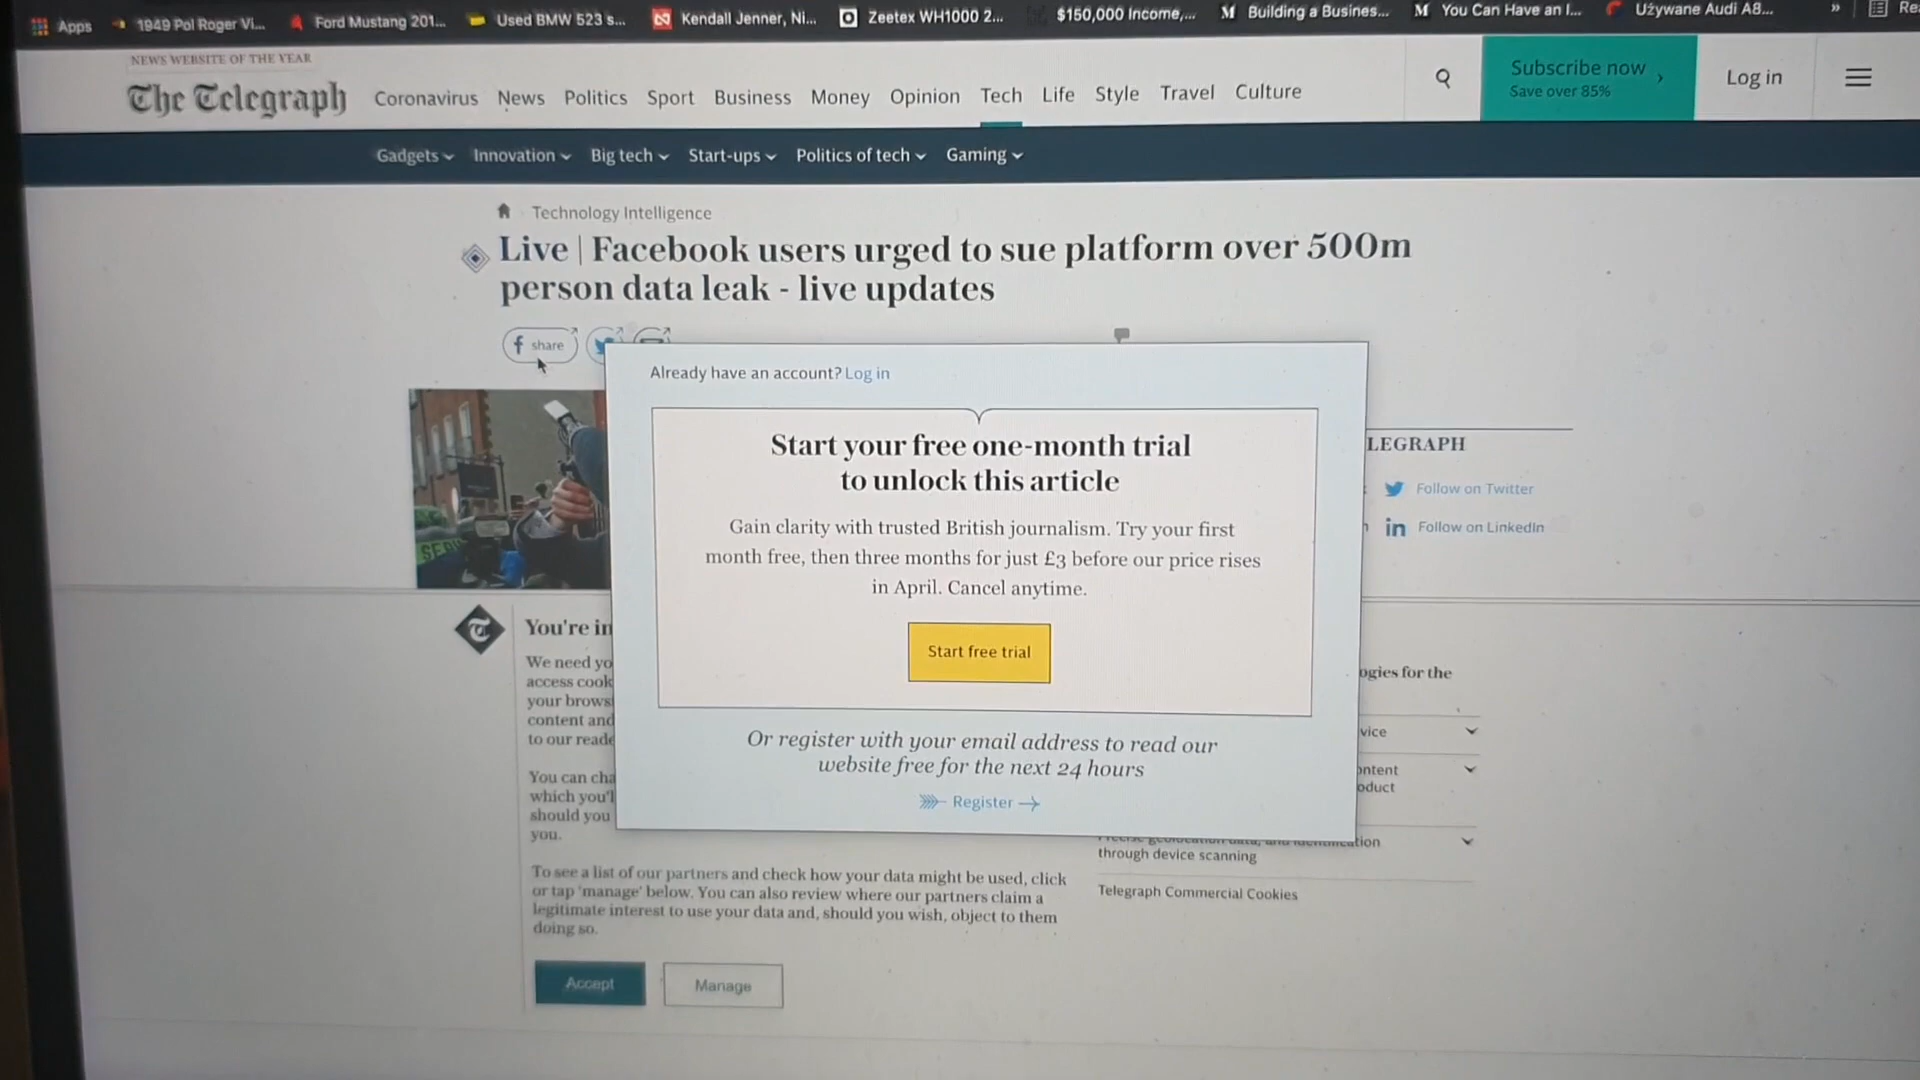 Apps
1949 Pol Roger Vi...
Ford Mustang 201...
Used BMW 523 s...
Kendall Jenner, Ni...
Zeetex WH1000 2...
$150,000 Income,...
Building a Busines...
You Can Have an I...
Używane Audi A8...
»
Re
NEWS WEBSITE OF THE YEAR
The Telegraph
Coronavirus News Politics Sport Business Money Opinion Tech Life Style Travel Culture
Subscribe now
Save over 85%
Log in
Gadgets Innovation Big tech Start-ups Politics of tech Gaming
Technology Intelligence
Live | Facebook users urged to sue platform over 500m
person data leak - live updates
share
Already have an account? Log in
Start your free one-month trial
to unlock this article
Gain clarity with trusted British journalism. Try your first
month free, then three months for just £3 before our price rises
in April. Cancel anytime.
Start free trial
Or register with your email address to read our
website free for the next 24 hours
Register
LEGRAPH
Follow on Twitter
Follow on LinkedIn
You're in
We need yo
access cook
your brows
content and
to our reade
You can cha
which you'l
should you
you.
To see a list of our partners and check how your data might be used, click
or tap 'manage' below. You can also review where our partners claim a
legitimate interest to use your data and, should you wish, object to them
doing so.
Accept
Manage
ogies for the
vice
ontent
oduct
through device scanning
Telegraph Commercial Cookies